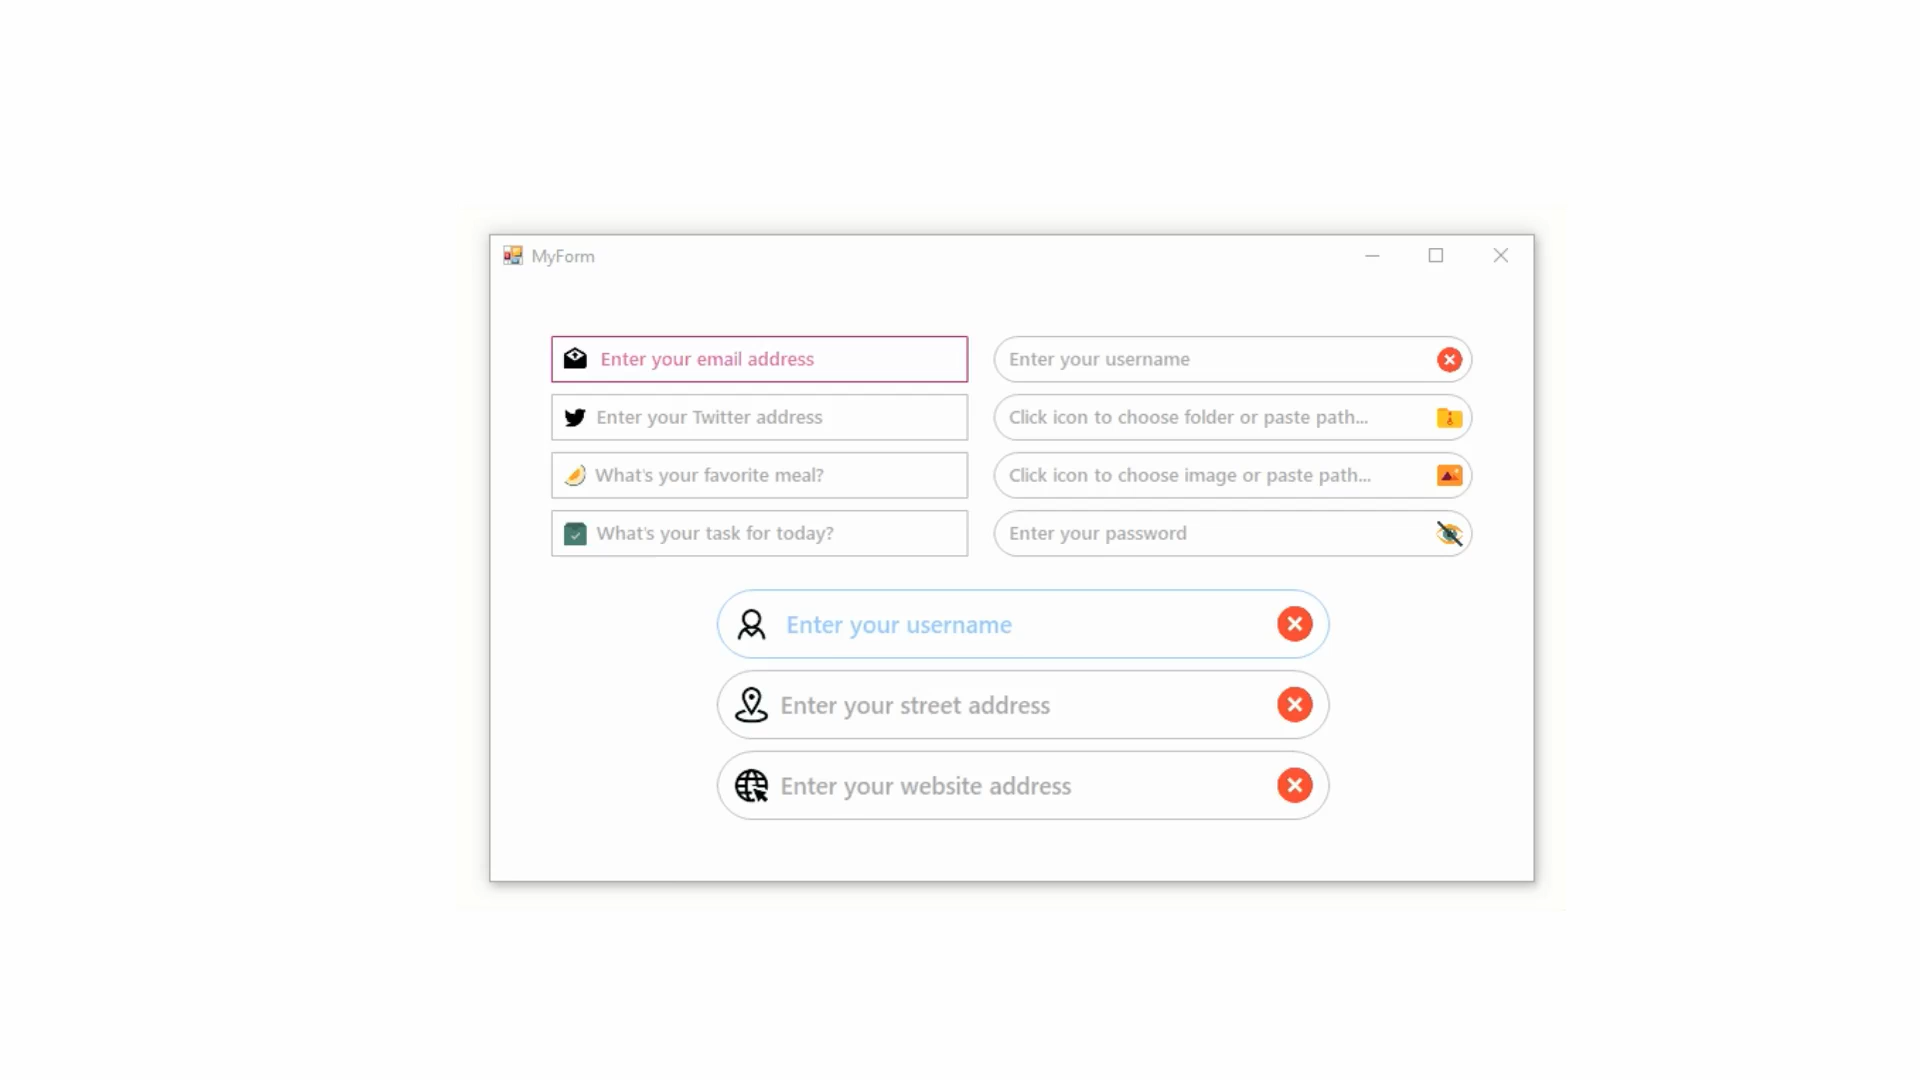 MyForm
Enter your email address
Enter your username
Enter your Twitter address
Click icon to choose folder or paste path...
What's your favorite meal?
Click icon to choose image or paste path...
What's your task for today?
Enter your password
Enter your username
Enter your street address
Enter your website address